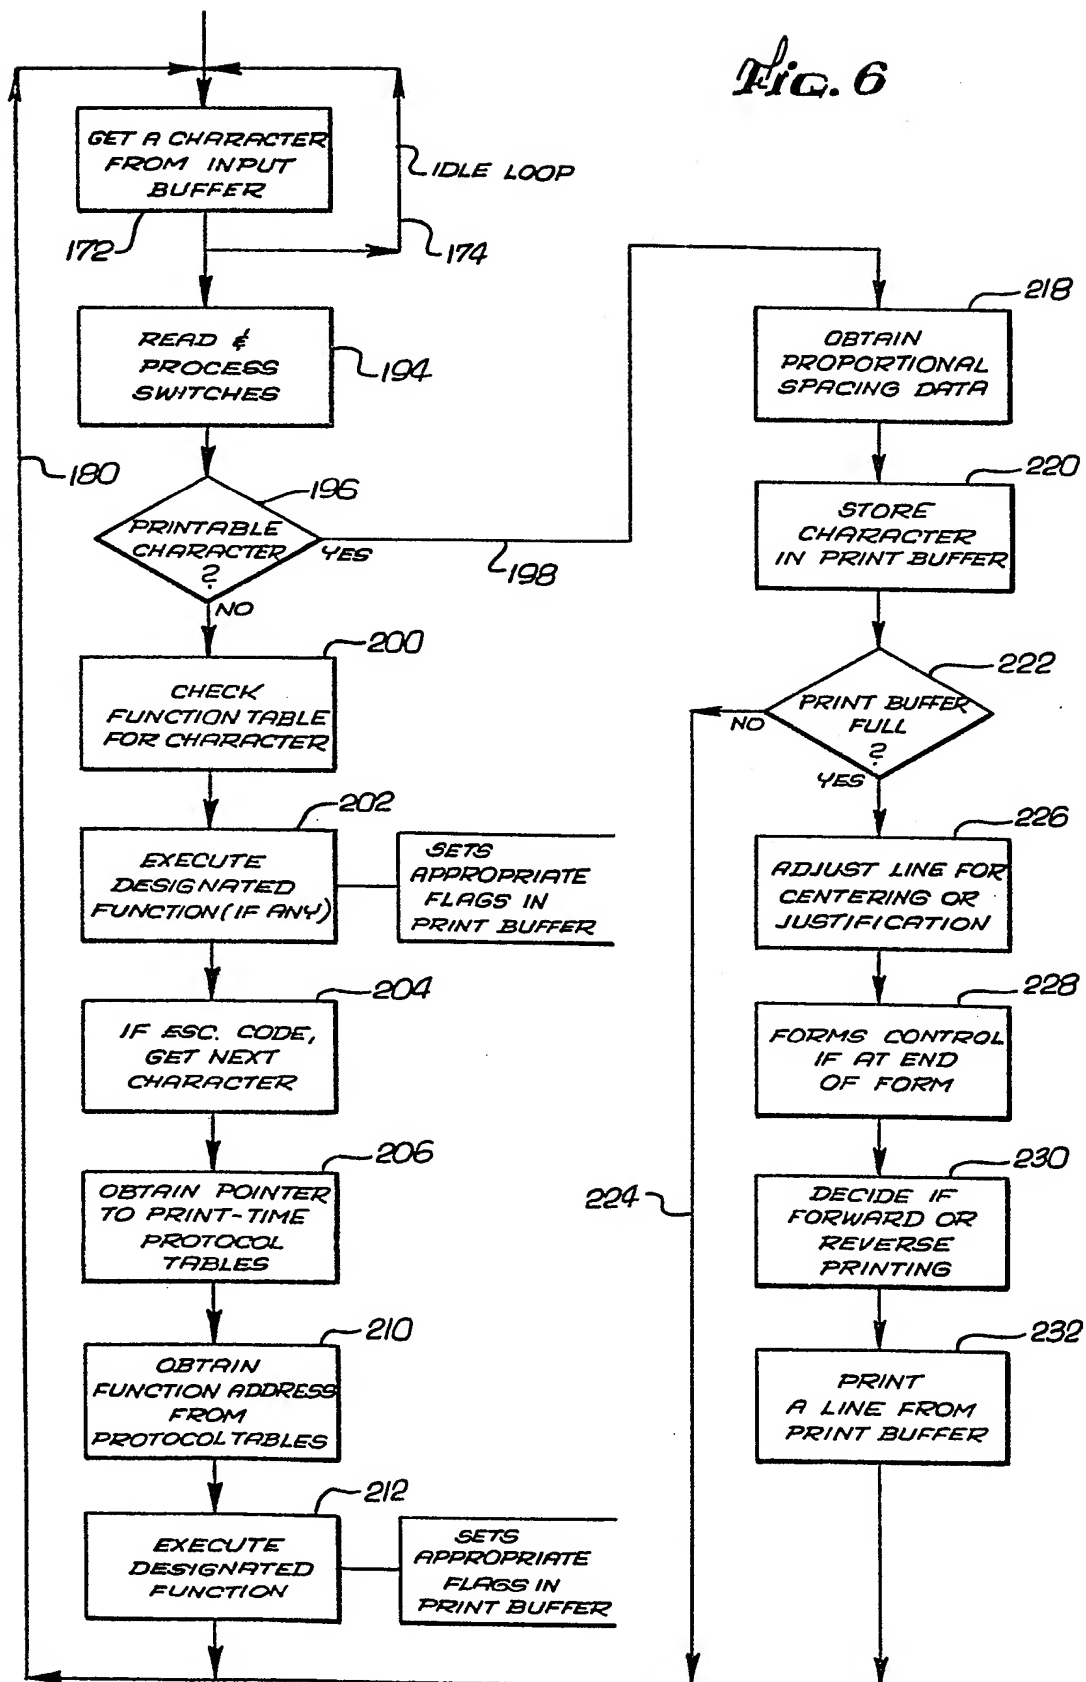 Fig. 6
GET A CHARACTER
FROM INPUT
BUFFER
172
IDLE LOOP
174
READ &
PROCESS
SWITCHES
194
180
196
PRINTABLE
CHARACTER
?
YES
198
NO
200
CHECK
FUNCTION TABLE
FOR CHARACTER
202
EXECUTE
DESIGNATED
FUNCTION (IF ANY)
SETS
APPROPRIATE
FLAGS IN
PRINT BUFFER
204
IF ESC. CODE,
GET NEXT
CHARACTER
206
OBTAIN POINTER
TO PRINT-TIME
PROTOCOL
TABLES
210
OBTAIN
FUNCTION ADDRESS
FROM
PROTOCOL TABLES
212
EXECUTE
DESIGNATED
FUNCTION
SETS
APPROPRIATE
FLAGS IN
PRINT BUFFER
218
OBTAIN
PROPORTIONAL
SPACING DATA
220
STORE
CHARACTER
IN PRINT BUFFER
222
PRINT BUFFER
FULL
?
NO
YES
224
226
ADJUST LINE FOR
CENTERING OR
JUSTIFICATION
228
FORMS CONTROL
IF AT END
OF FORM
230
DECIDE IF
FORWARD OR
REVERSE
PRINTING
232
PRINT
A LINE FROM
PRINT BUFFER